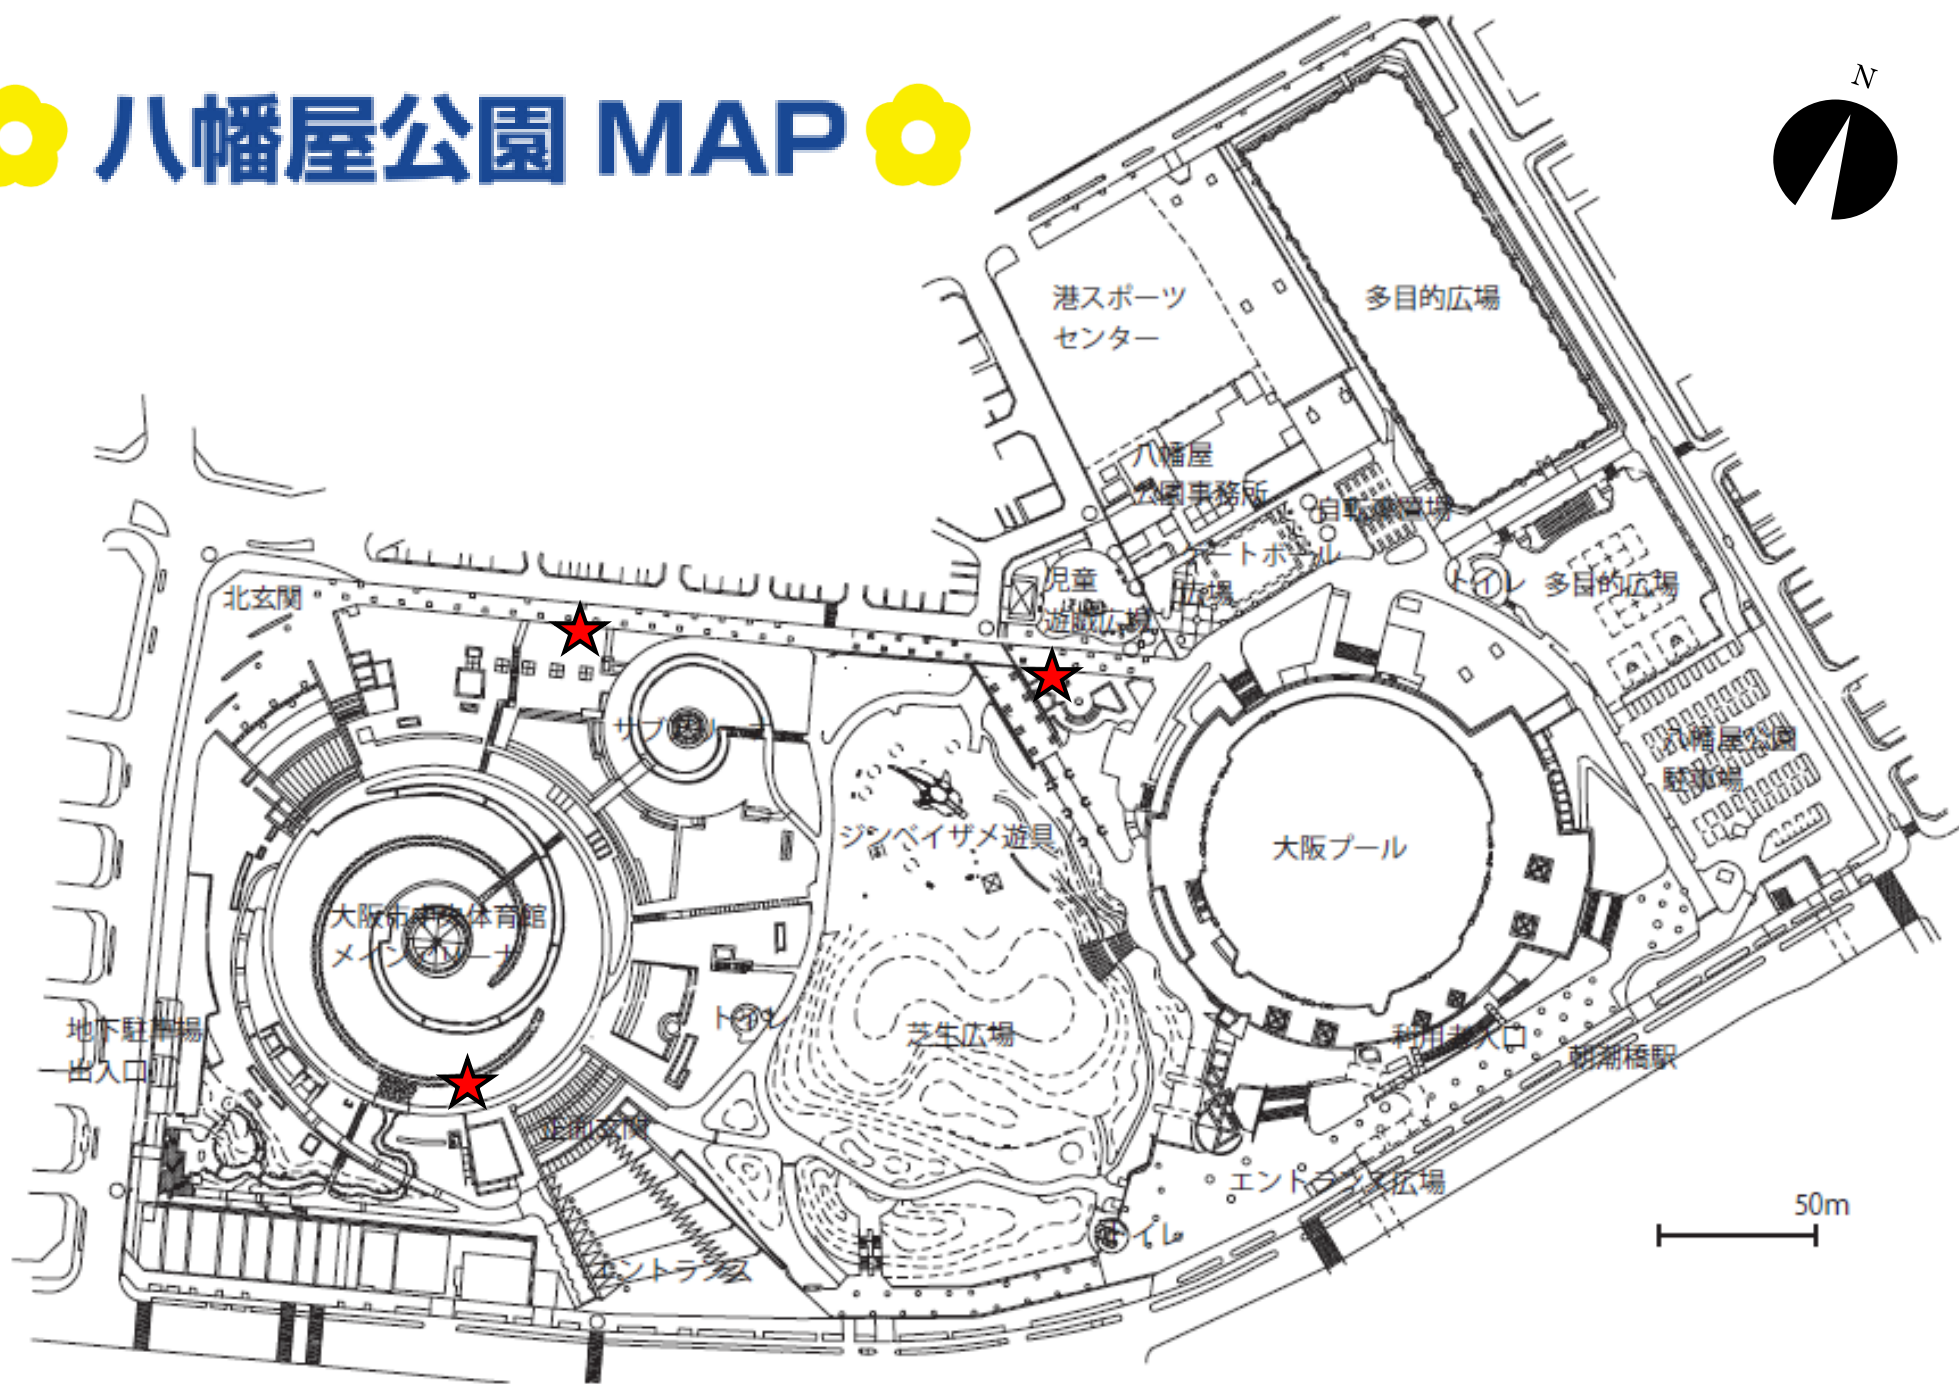 八幡屋公園 MAP
N
港スポーツ
センター
多目的広場
八幡屋
公園事務所
自転車置場
ゲートボール
広場
児童
遊戯広場
トイレ
多目的広場
北玄関
サブアリーナ
八幡屋公園
駐車場
ジンベイザメ遊具
大阪プール
大阪市中央体育館
メインアリーナ
地下駐車場
出入口
トイレ
芝生広場
利用者入口
朝潮橋駅
正面玄関
エントランス広場
トイレ
エントランス
50m